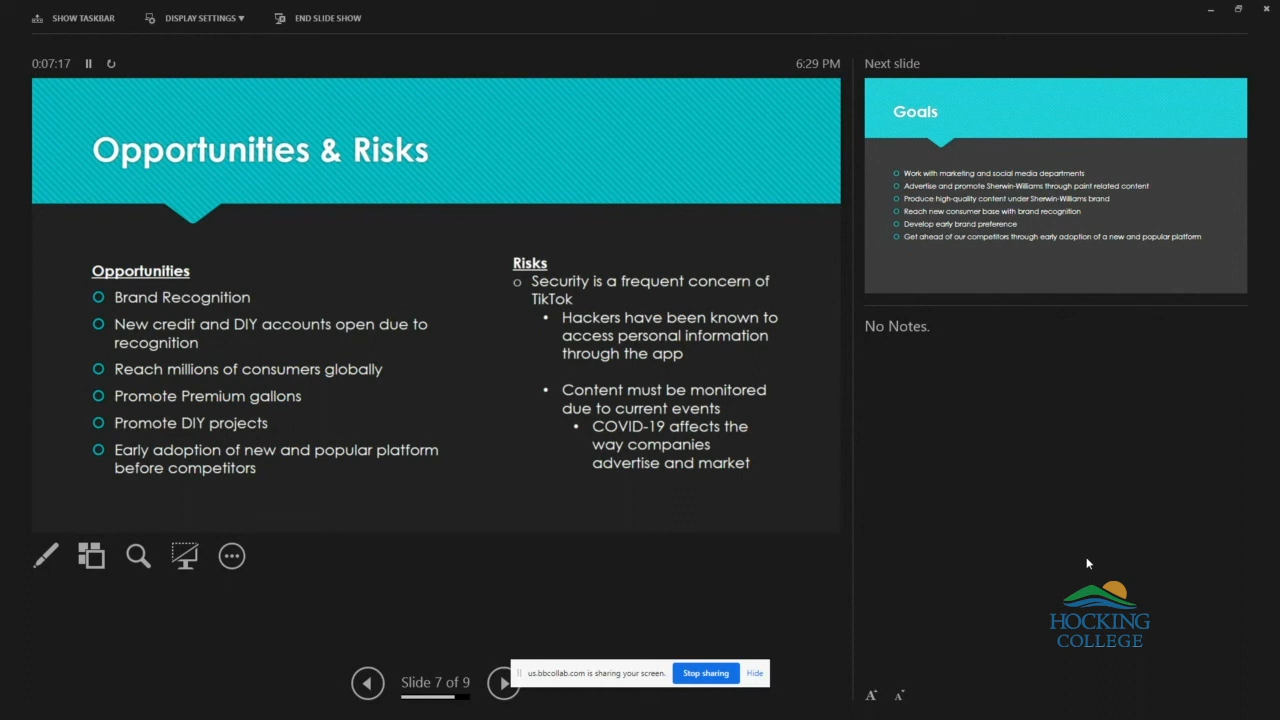 SHOW TASKBAR
DISPLAY SETTINGS ▼
END SLIDE SHOW
0:07:17
6:29 PM
Opportunities & Risks
Opportunities
Brand Recognition
New credit and DIY accounts open due to
recognition
Reach millions of consumers globally
Promote Premium gallons
Promote DIY projects
Early adoption of new and popular platform
before competitors
Risks
Security is a frequent concern of
TikTok
Hackers have been known to
access personal information
through the app
Content must be monitored
due to current events
COVID-19 affects the
way companies
advertise and market
Next slide
Goals
Work with marketing and social media departments
Advertise and promote Sherwin-Williams through paint related content
Produce high-quality content under Sherwin-Williams brand
Reach new consumer base with brand recognition
Develop early brand preference
Get ahead of our competitors through early adoption of a new and popular platform
No Notes.
HOCKING
COLLEGE
Slide 7 of 9
us.bbcollab.com is sharing your screen.
Stop sharing
Hide
A A